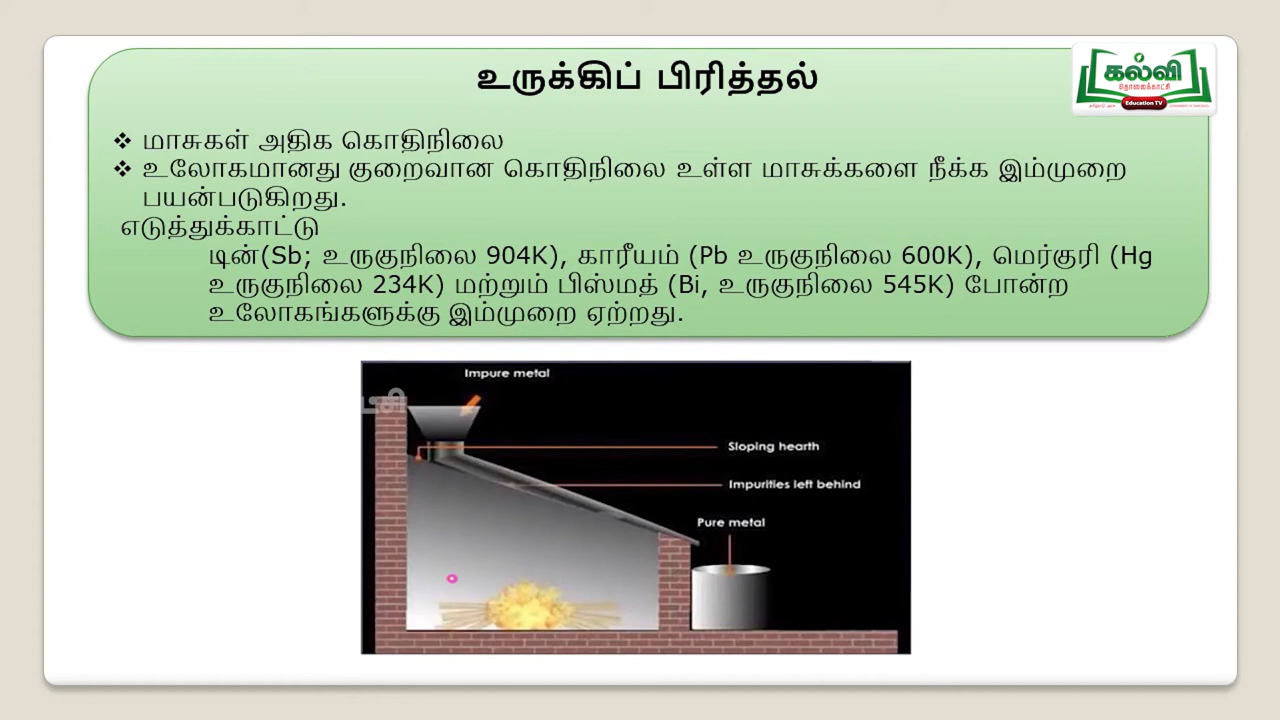 உருக்கிப் பிரித்தல்
கல்வி
தொலைக்காட்சி
Education TV
❖ மாசுகள் அதிக கொதிநிலை
❖ உலோகமானது குறைவான கொதிநிலை உள்ள மாசுக்களை நீக்க இம்முறை
பயன்படுகிறது.
எடுத்துக்காட்டு
டின்(Sb; உருகுநிலை 904K), காரீயம் (Pb உருகுநிலை 600K), மெர்குரி (Hg
உருகுநிலை 234K) மற்றும் பிஸ்மத் (Bi, உருகுநிலை 545K) போன்ற
உலோகங்களுக்கு இம்முறை ஏற்றது.
Impure metal
Sloping hearth
Impurities left behind
Pure metal